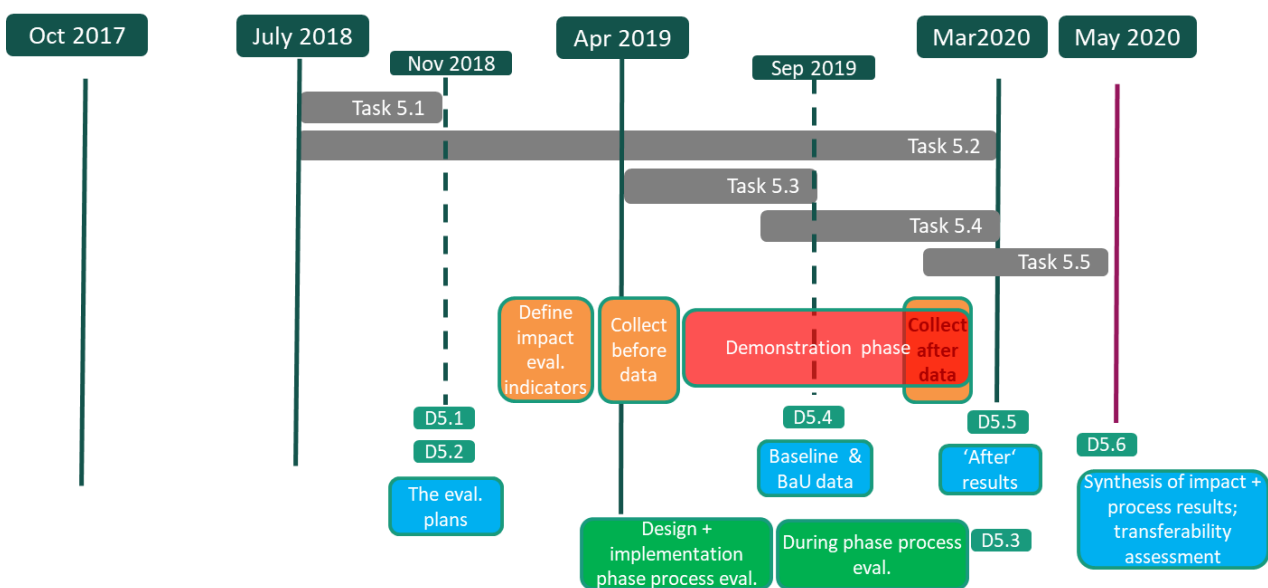 Oct 2017
July 2018
Apr 2019
Mar2020
May 2020
Nov 2018
Sep 2019
Task 5.1
Task 5.2
Task 5.3
Task 5.4
Task 5.5
Define
impact
eval.
indicators
Collect
before
data
Demonstration phase
Collect
after
data
D5.1
D5.2
The eval.
plans
D5.4
Baseline &
BaU data
D5.5
‘After‘
results
D5.6
Synthesis of impact +
process results;
transferability
assessment
Design +
implementation
phase process eval.
During phase process
eval.
D5.3